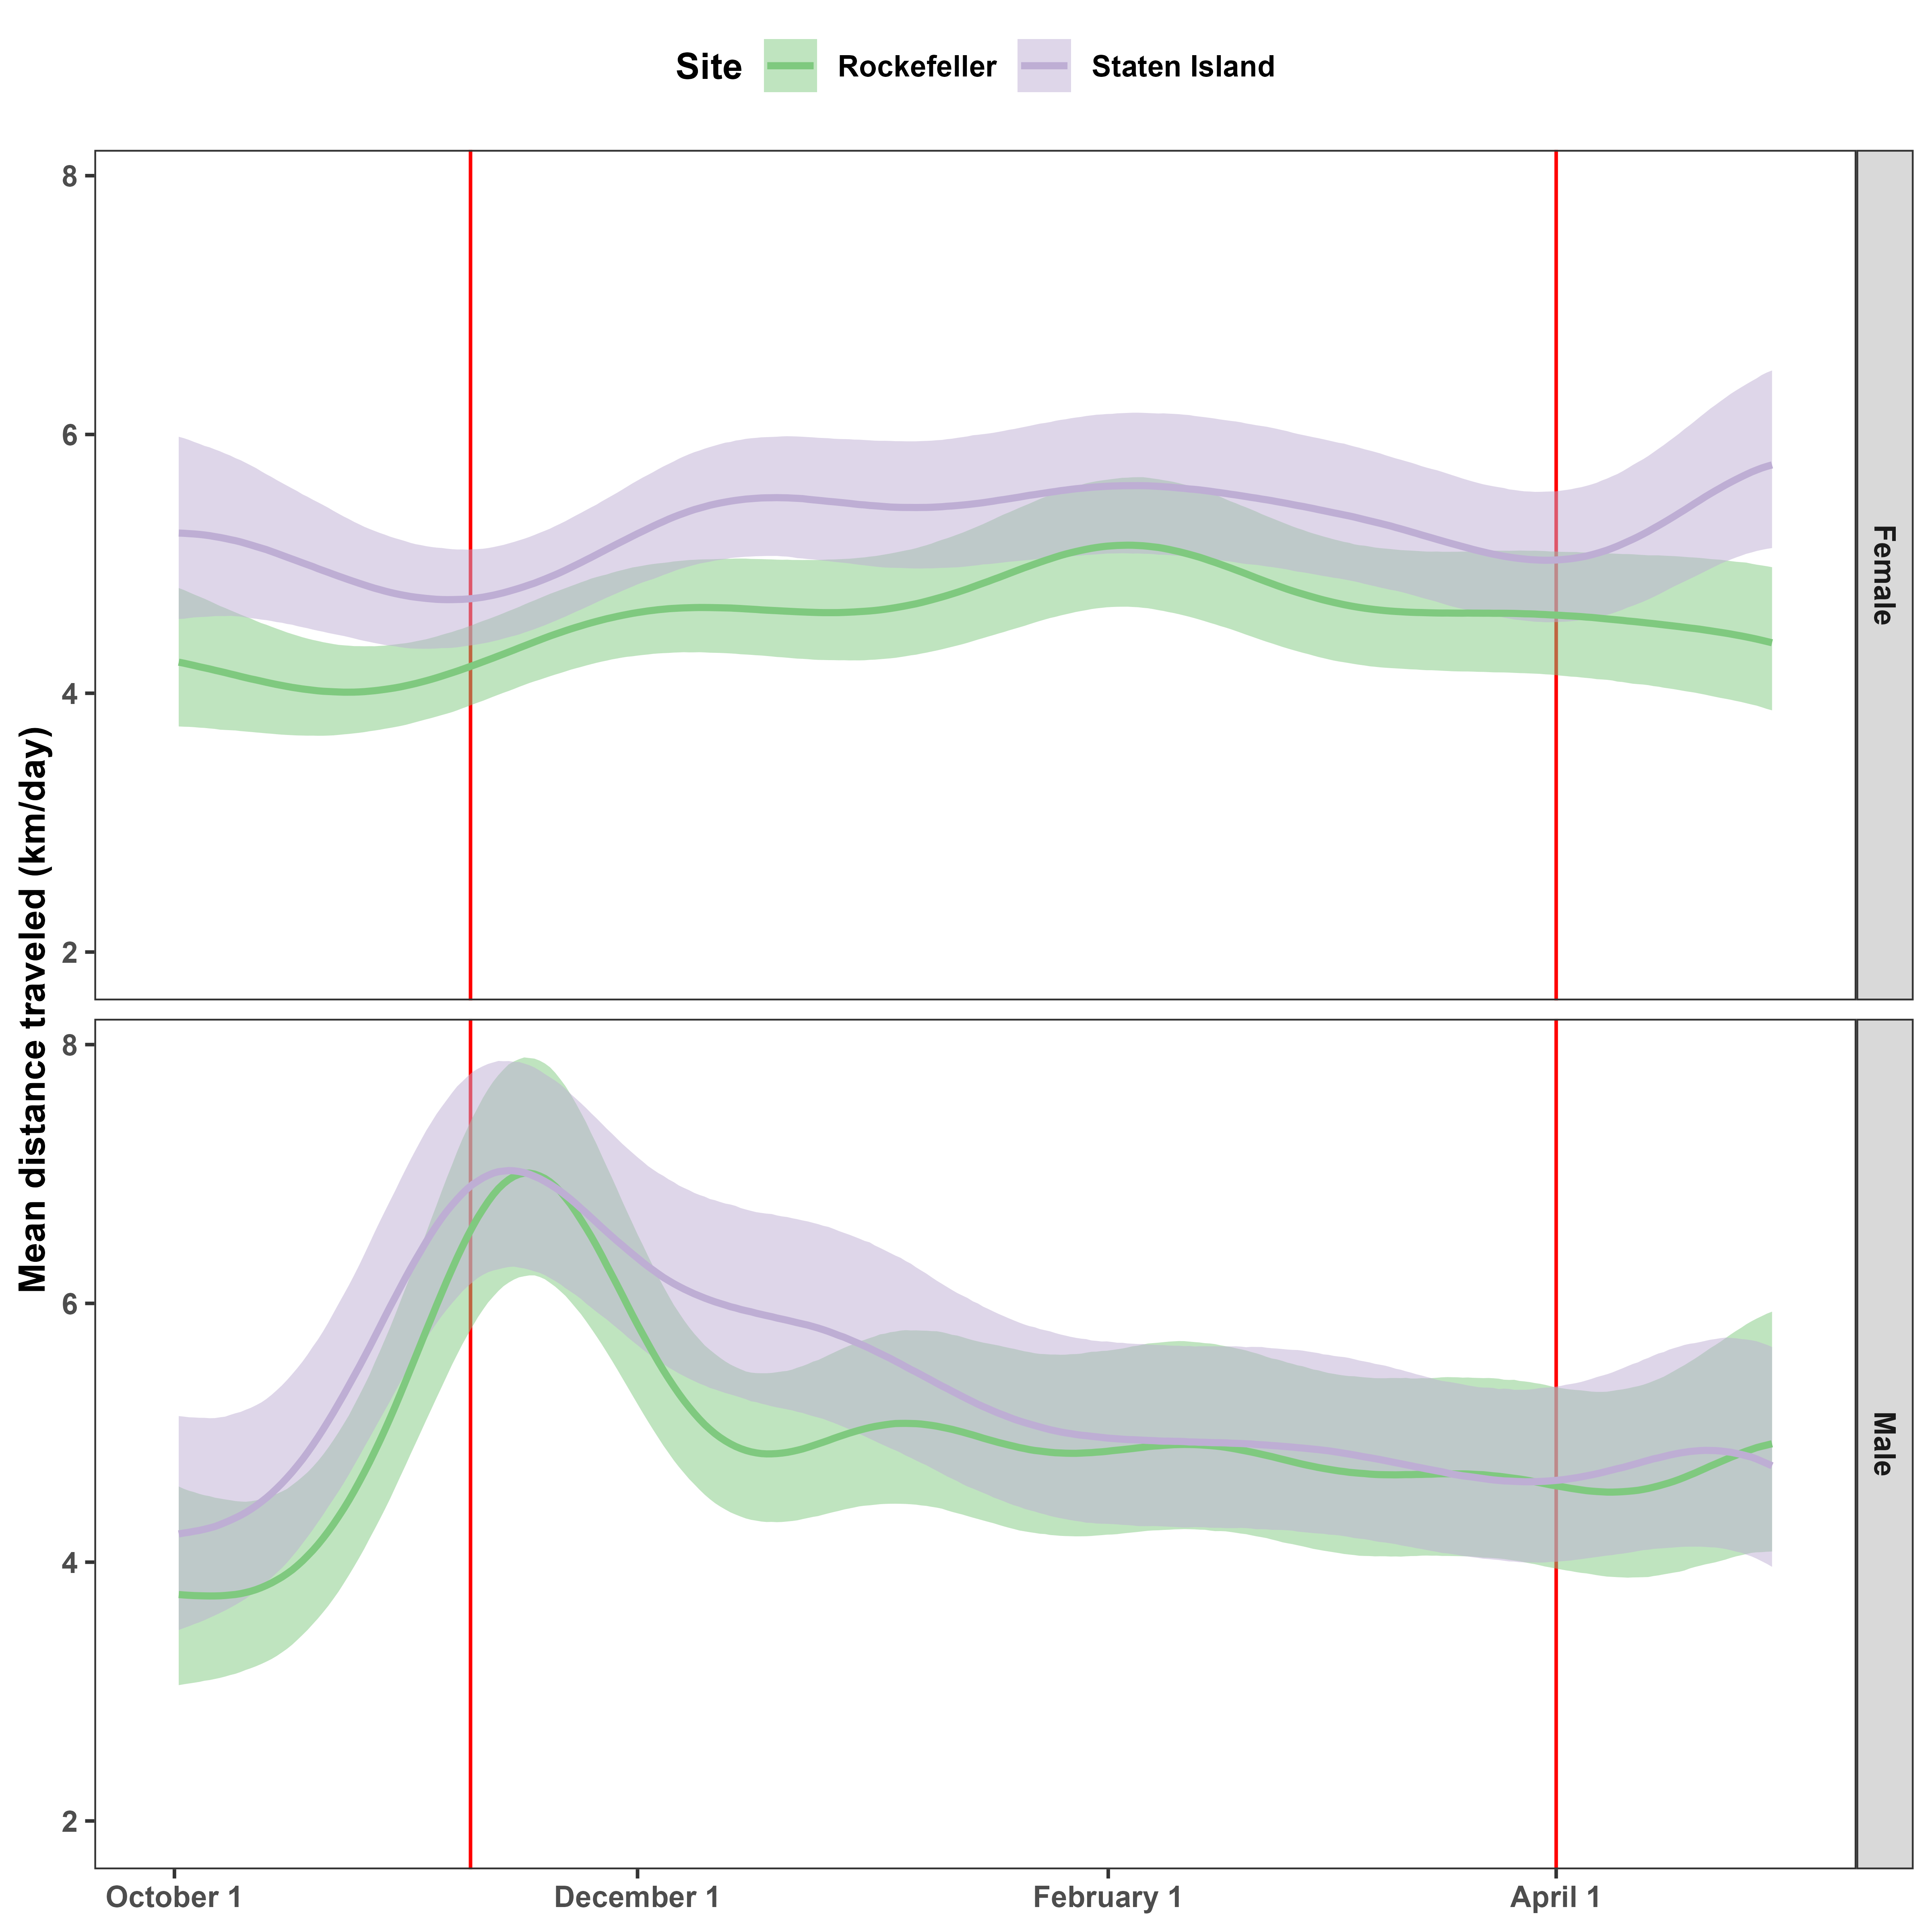 Site Rockefeller Staten Island
Mean distance traveled (km/day)
8
6
4
2
Female
8
6
4
2
Male
October 1 December 1 February 1 April 1